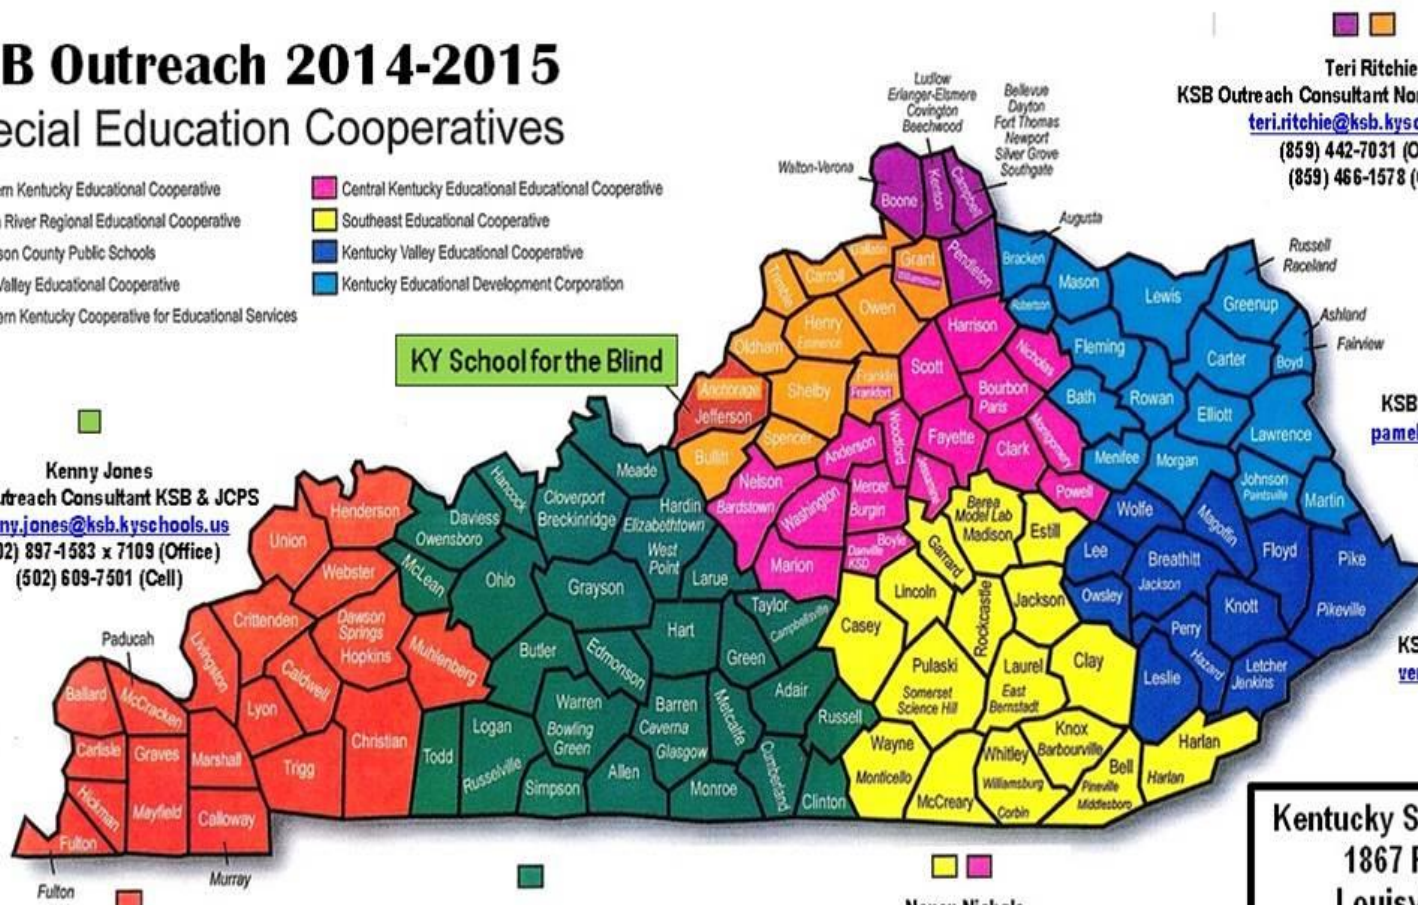 B Outreach 2014-2015
ecial Education Cooperatives
ern Kentucky Educational Cooperative
River Regional Educational Cooperative
son County Public Schools
Valley Educational Cooperative
ern Kentucky Cooperative for Educational Services
Central Kentucky Educational Educational Cooperative
Southeast Educational Cooperative
Kentucky Valley Educational Cooperative
Kentucky Educational Development Corporation
Teri Ritchie
KSB Outreach Consultant Nor
teri.ritchie@ksb.kysc
(859) 442-7031 (O
(859) 466-1578 (
Ludlow
Erlanger-Elsmere
Covington
Beechwood
Bellevue
Dayton
Fort Thomas
Newport
Silver Grove
Southgate
Walton-Verona
Augusta
Russell
Raceland
Ashland
Fairview
KY School for the Blind
Kenny Jones
utreach Consultant KSB & JCPS
ny.jones@ksb.kyschools.us
02) 897-1583 x 7109 (Office)
(502) 609-7501 (Cell)
KSB
pamel
KS
ver
Boone
Kenton
Campbell
Pendleton
Gallatin
Grant
Williamstown
Carroll
Trimble
Owen
Henry
Eminence
Oldham
Shelby
Franklin
Frankfort
Anchorage
Jefferson
Spencer
Bullitt
Bracken
Robertson
Mason
Lewis
Greenup
Fleming
Carter
Boyd
Bath
Rowan
Elliott
Lawrence
Menifee
Morgan
Johnson
Paintsville
Martin
Harrison
Nicholas
Scott
Bourbon
Paris
Fayette
Clark
Montgomery
Powell
Woodford
Anderson
Jessamine
Mercer
Burgin
Nelson
Bardstown
Washington
Boyle
Danville
KSD
Marion
Berea
Model Lab
Madison
Estill
Garrard
Lincoln
Rockcastle
Jackson
Casey
Pulaski
Somerset
Science Hill
Laurel
East
Bernstadt
Clay
Wayne
Monticello
McCreary
Whitley
Williamsburg
Corbin
Knox
Barbourville
Bell
Pineville
Middlesboro
Harlan
Harlan
Wolfe
Magoffin
Floyd
Pike
Pikeville
Lee
Breathitt
Jackson
Owsley
Knott
Perry
Hazard
Leslie
Letcher
Jenkins
Meade
Hancock
Cloverport
Breckinridge
Hardin
Elizabethtown
West
Point
Daviess
Owensboro
McLean
Ohio
Grayson
Larue
Taylor
Campbellsville
Hart
Green
Butler
Edmonson
Warren
Bowling
Green
Barren
Caverna
Glasgow
Metcalfe
Adair
Russell
Logan
Russellville
Todd
Simpson
Allen
Monroe
Cumberland
Clinton
Henderson
Union
Webster
Crittenden
Dawson
Springs
Hopkins
Muhlenberg
Livingston
Caldwell
Lyon
Christian
Trigg
Paducah
Ballard
McCracken
Carlisle
Graves
Mayfield
Marshall
Hickman
Fulton
Calloway
Fulton
Murray
Kentucky S
1867 F
Louisv